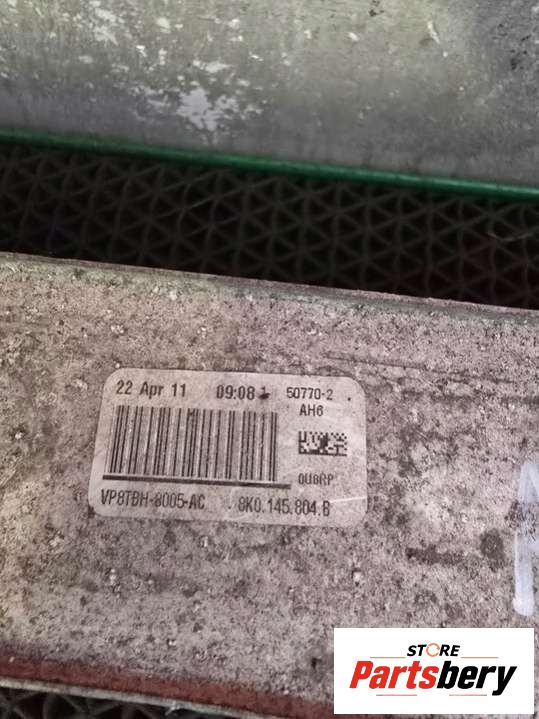 22 Apr 11 09:08 50770-2
AH6
0U8RP
VP8TBH-8005-AC 8K0.145.804.B
STORE
Partsbery